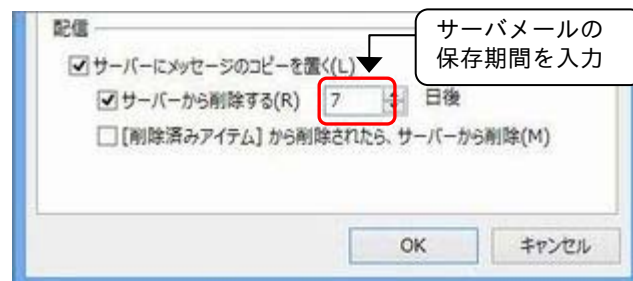 配信
サーバメールの
保存期間を入力
サーバーにメッセージのコピーを置く(L)
サーバーから削除する(R) 7 日後
[削除済みアイテム] から削除されたら、サーバーから削除(M)
OK キャンセル